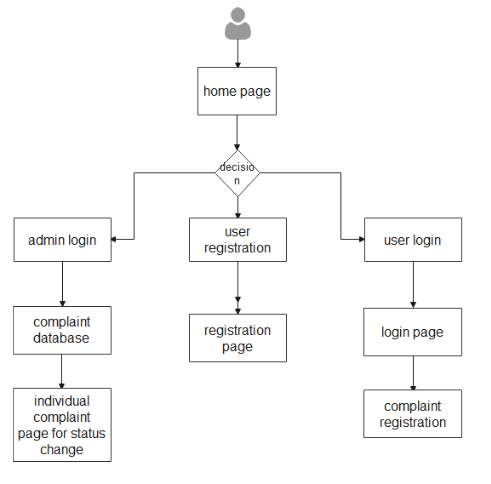 home page
decisio
n
admin login
user
registration
user login
complaint
database
registration
page
login page
individual
complaint
page for status
change
complaint
registration